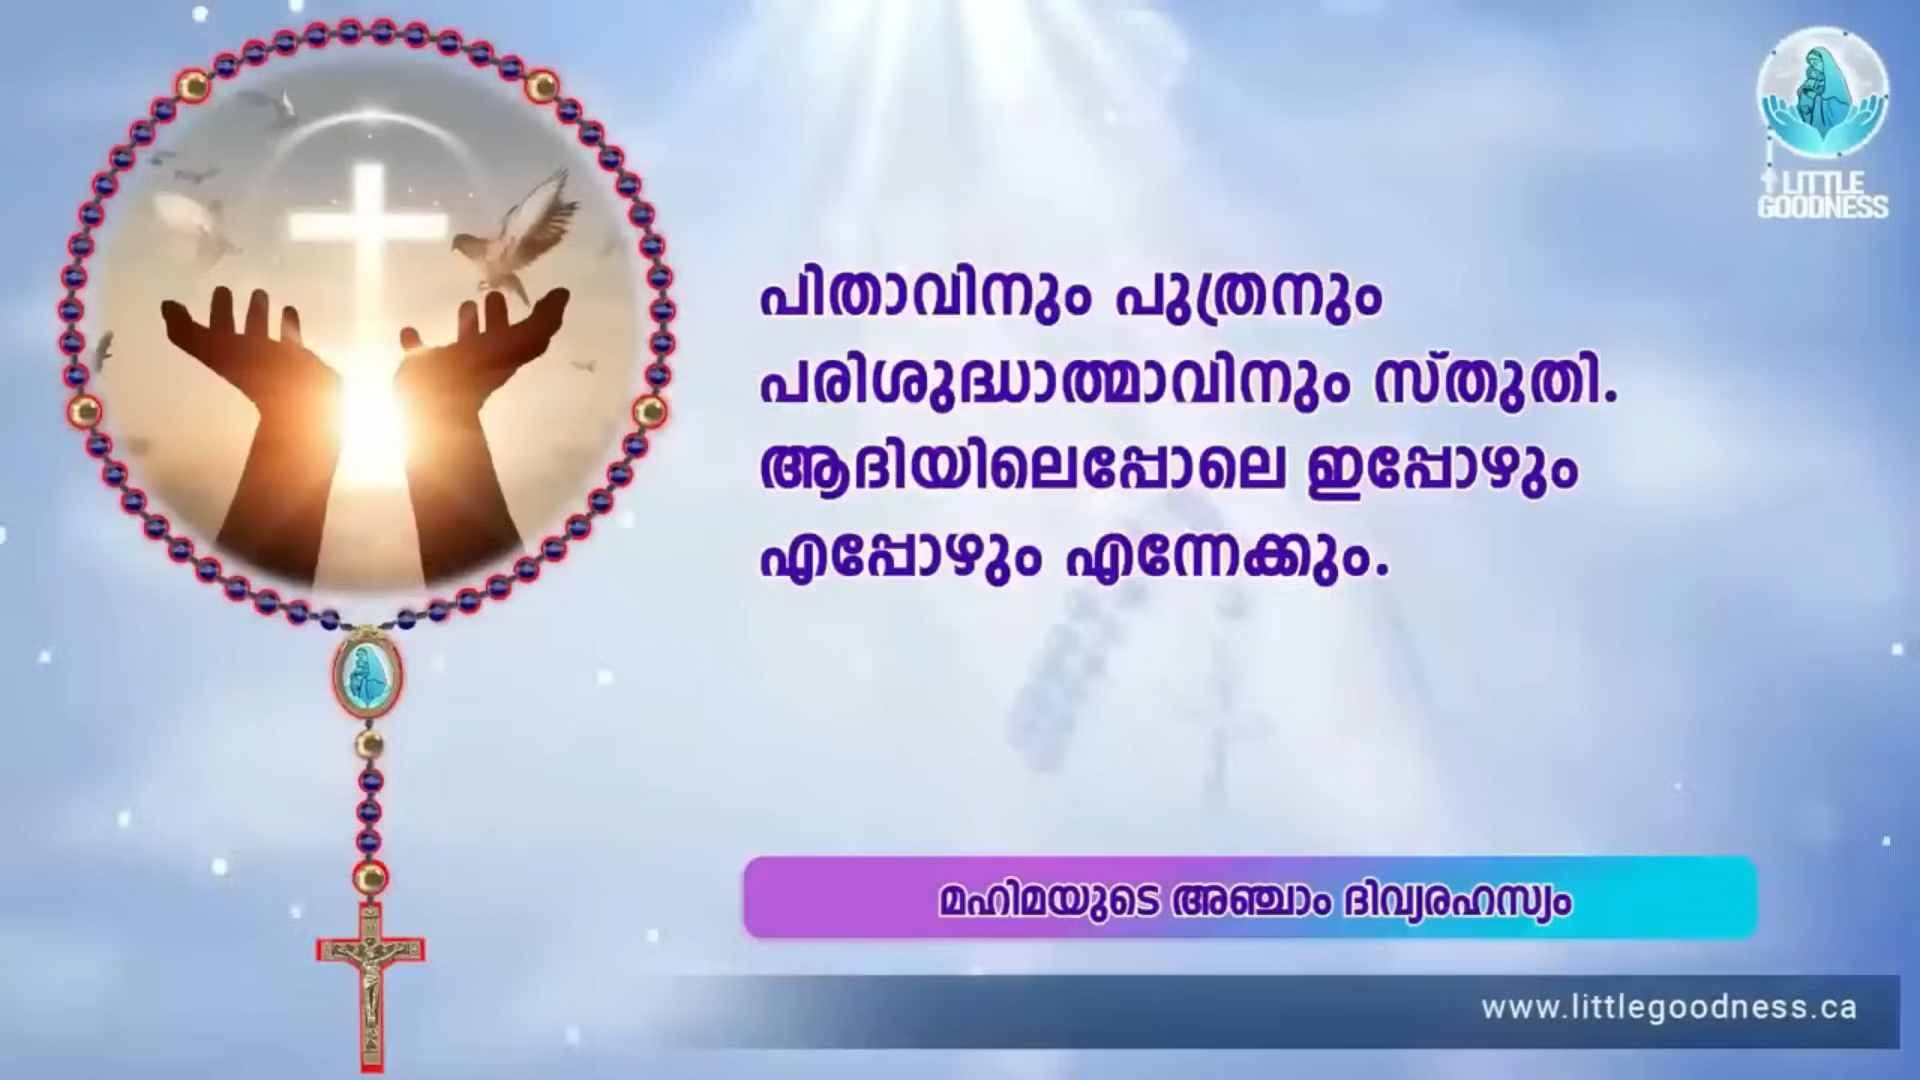 LITTLE
GOODNESS
പിതാവിനും പുത്രനും
പരിശുദ്ധാത്മാവിനും സ്തുതി.
ആദിയിലെപ്പോലെ ഇപ്പോഴും
എപ്പോഴും എന്നേക്കും.
മഹിമയുടെ അഞ്ചാം ദിവ്യരഹസ്യം
www.littlegoodness.ca